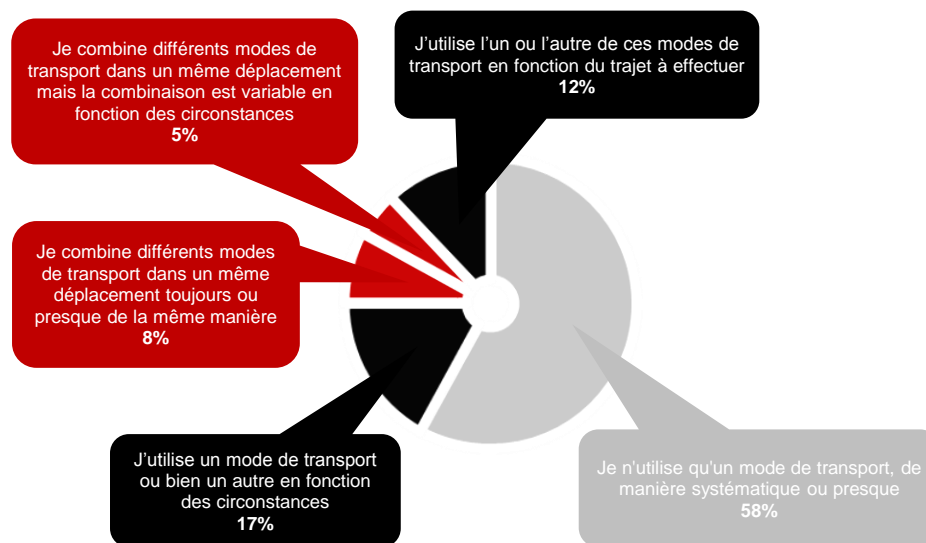 Je combine différents modes de
transport dans un même déplacement
mais la combinaison est variable en
fonction des circonstances
5%
J'utilise l'un ou l'autre de ces modes de
transport en fonction du trajet à effectuer
12%
Je combine différents modes
de transport dans un même
déplacement toujours ou
presque de la même manière
8%
J'utilise un mode de transport
ou bien un autre en fonction
des circonstances
17%
Je n'utilise qu'un mode de transport, de
manière systématique ou presque
58%